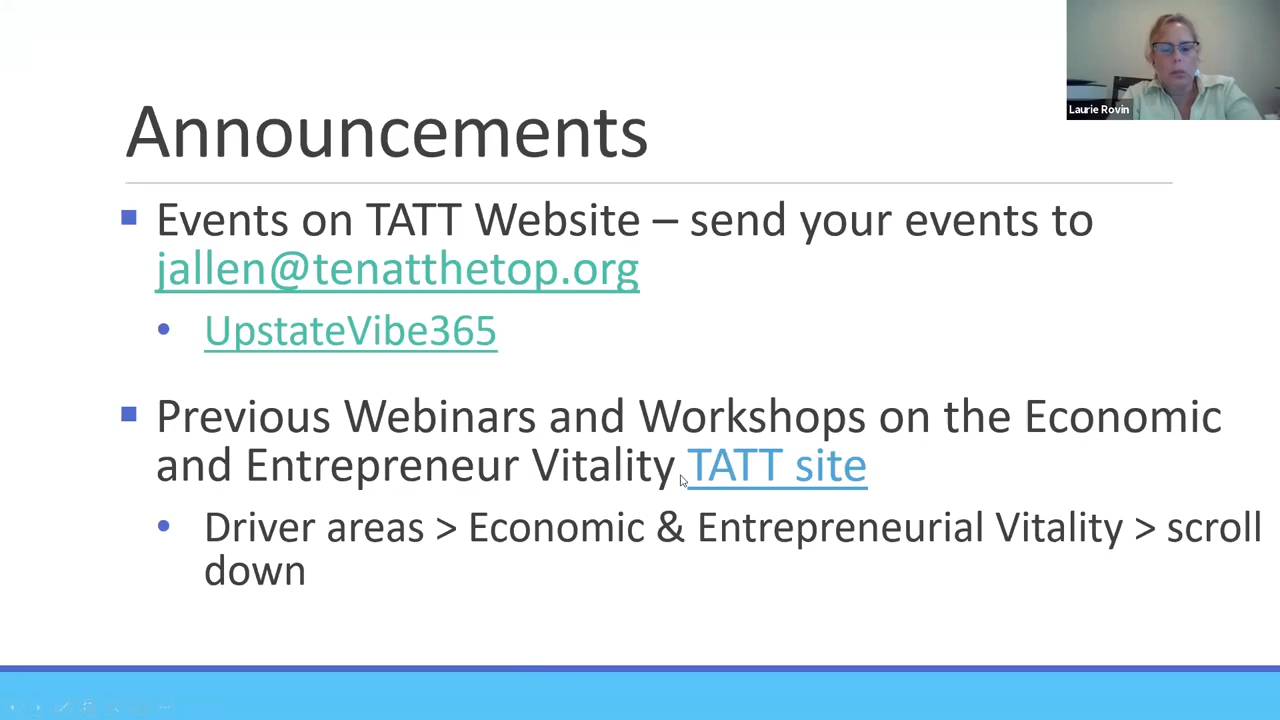 Laurie Rovin
Announcements
Events on TATT Website – send your events to
jallen@tenatthetop.org
UpstateVibe365
Previous Webinars and Workshops on the Economic
and Entrepreneur Vitality TATT site
Driver areas > Economic & Entrepreneurial Vitality > scroll
down